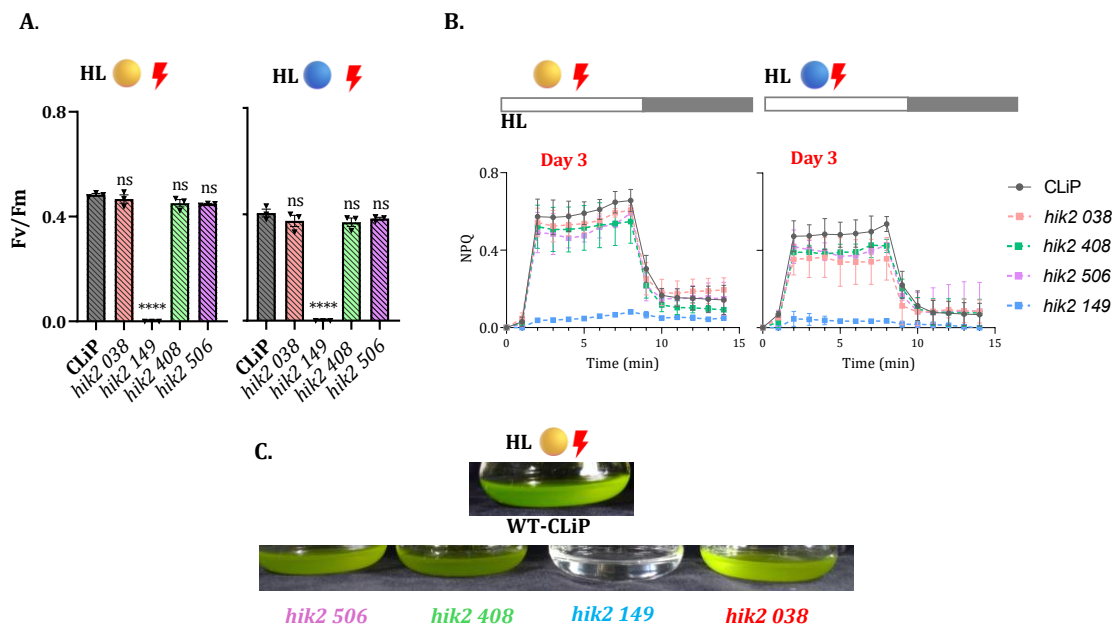 A.
HL
HL
0.8
0.4
0.0
Fv/Fm
ns
****
ns
ns
ns
****
ns
ns
CLiP
hik2 038
hik2 149
hik2 408
hik2 506
CLiP
hik2 038
hik2 149
hik2 408
hik2 506
B.
HL
HL
Day 3
Day 3
0.8
0.4
0.0
NPQ
0 5 10 15
0 5 10 15
Time (min)
Time (min)
CLiP
hik2 038
hik2 408
hik2 506
hik2 149
C.
HL
WT-CLiP
hik2 506 hik2 408 hik2 149 hik2 038